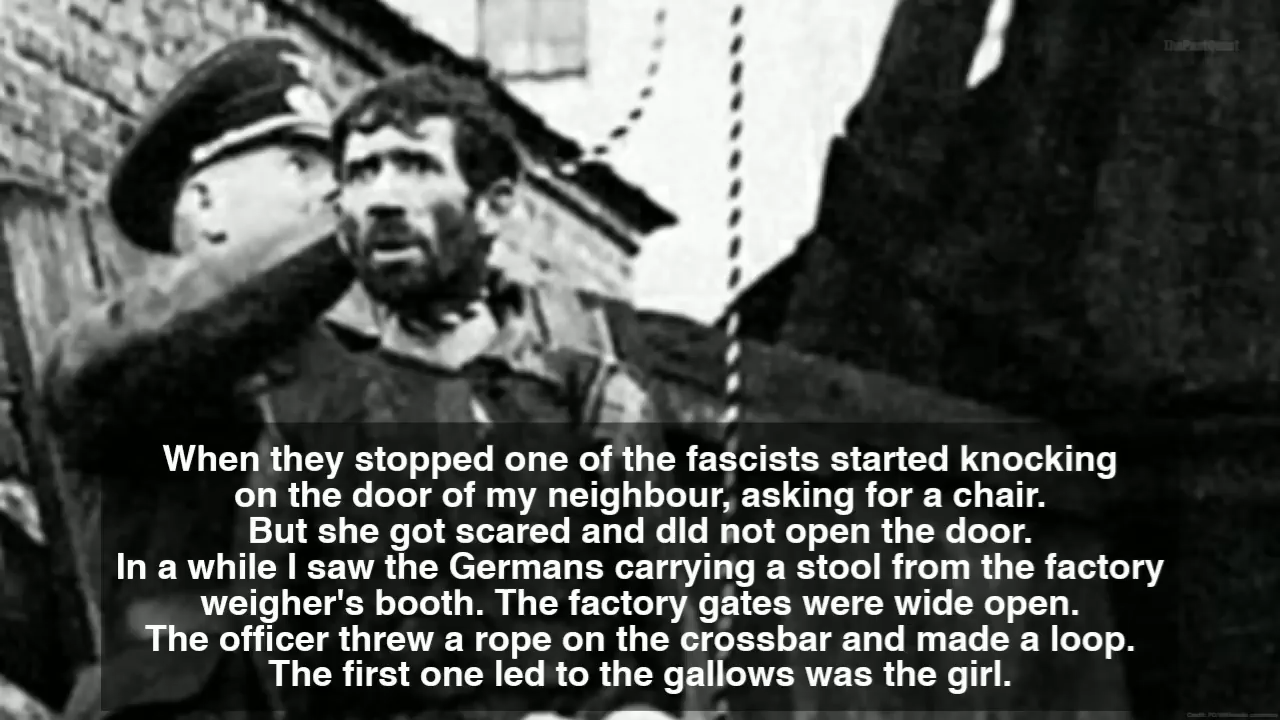 ThePastQuest
When they stopped one of the fascists started knocking
on the door of my neighbour, asking for a chair.
But she got scared and dId not open the door.
In a while I saw the Germans carrying a stool from the factory
weigher's booth. The factory gates were wide open.
The officer threw a rope on the crossbar and made a loop.
The first one led to the gallows was the girl.